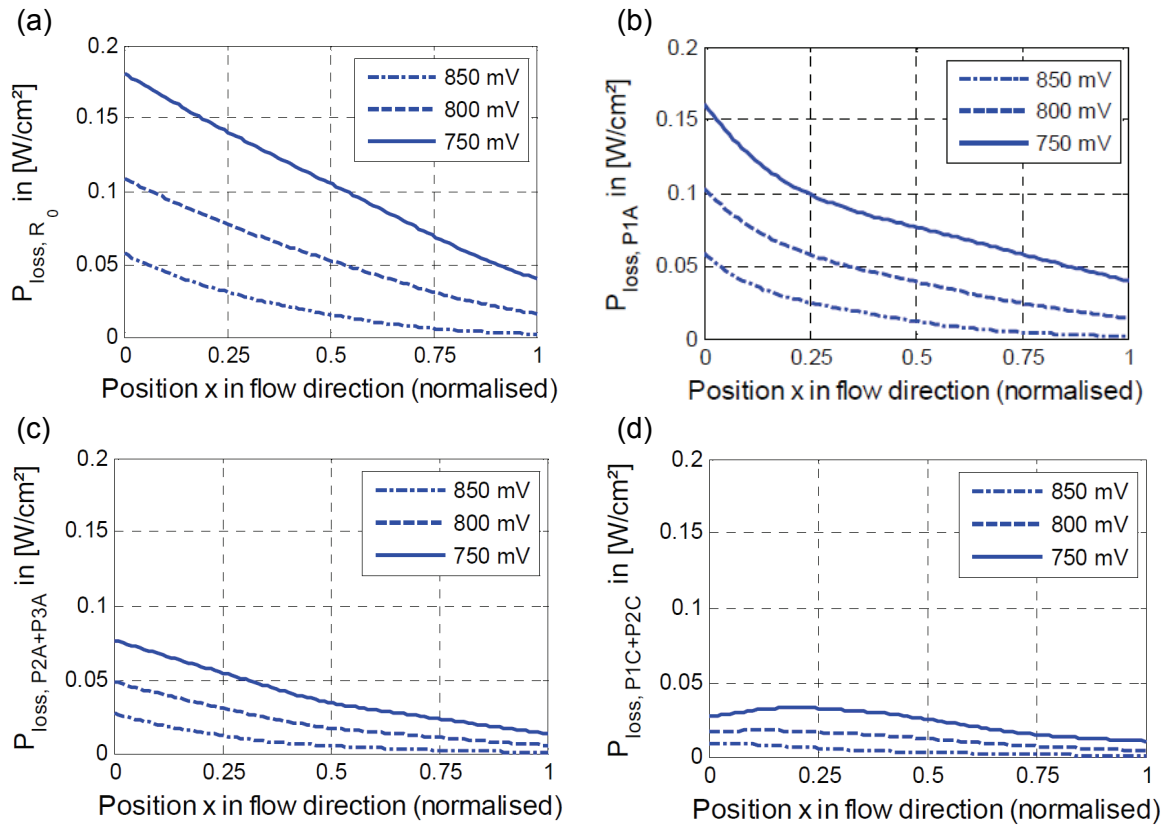 (a)
P loss, R 0 in [W/cm²]
0.2
0.15
0.1
0.05
0
850 mV
800 mV
750 mV
0 0.25 0.5 0.75 1
Position x in flow direction (normalised)
(b)
P loss, P1A in [W/cm²]
0.2
0.15
0.1
0.05
0
850 mV
800 mV
750 mV
0 0.25 0.5 0.75 1
Position x in flow direction (normalised)
(c)
P loss, P2A+P3A in [W/cm²]
0.2
0.15
0.1
0.05
0
850 mV
800 mV
750 mV
0 0.25 0.5 0.75 1
Position x in flow direction (normalised)
(d)
P loss, P1C+P2C in [W/cm²]
0.2
0.15
0.1
0.05
0
850 mV
800 mV
750 mV
0 0.25 0.5 0.75 1
Position x in flow direction (normalised)